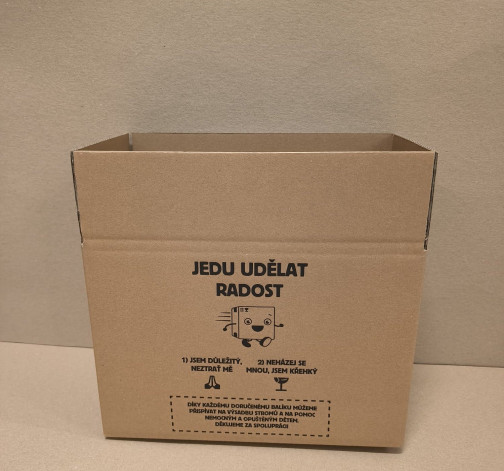 JEDU UDĚLAT
RADOST
1) JSEM DŮLEŽITÝ,
NEZTRAŤ MĚ
2) NEHÁZEJ SE
MNOU, JSEM KŘEHKÝ
DÍKY KAŽDÉMU DORUČENÉMU BALÍKU MŮŽEME
PŘISPÍVAT NA VÝSADBU STROMŮ A NA POMOC
NEMOCNÝM A OPUŠTĚNÝM DĚTEM.
DĚKUJEME ZA SPOLUPRÁCI